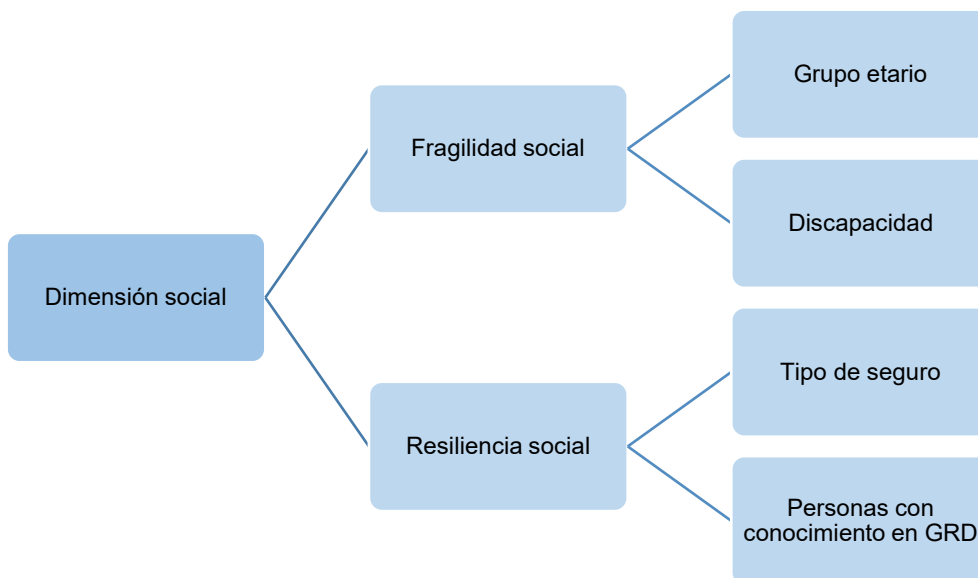 Grupo etario
Fragilidad social
Discapacidad
Dimensión social
Tipo de seguro
Resiliencia social
Personas con
conocimiento en GRD